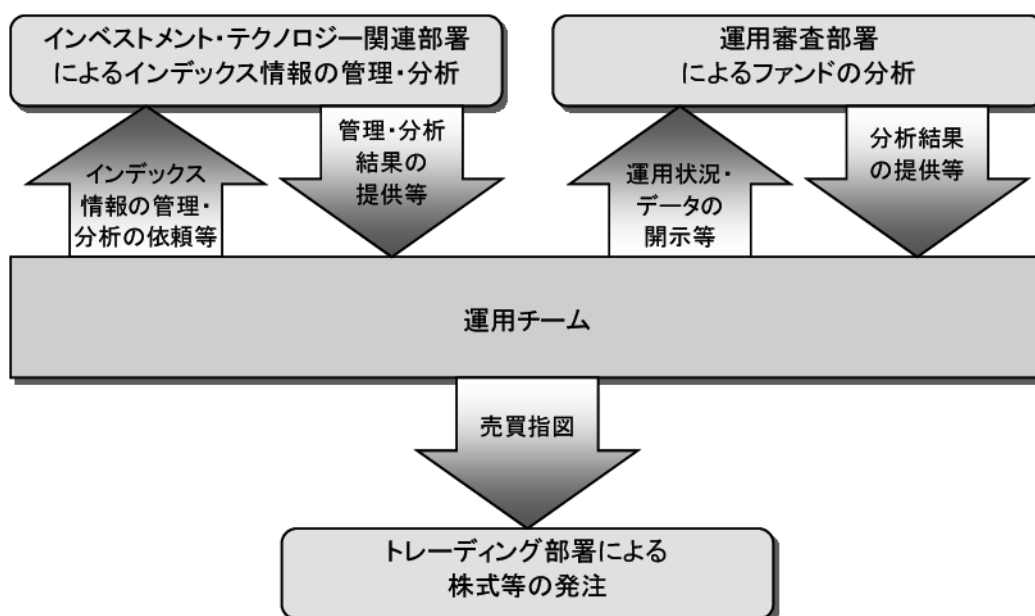 インベストメント・テクノロジー関連部署
によるインデックス情報の管理・分析
運用審査部署
によるファンドの分析
インデックス
情報の管理・
分析の依頼等
管理・分析
結果の
提供等
運用状況・
データの
開示等
分析結果
の提供等
運用チーム
売買指図
トレーディング部署による
株式等の発注